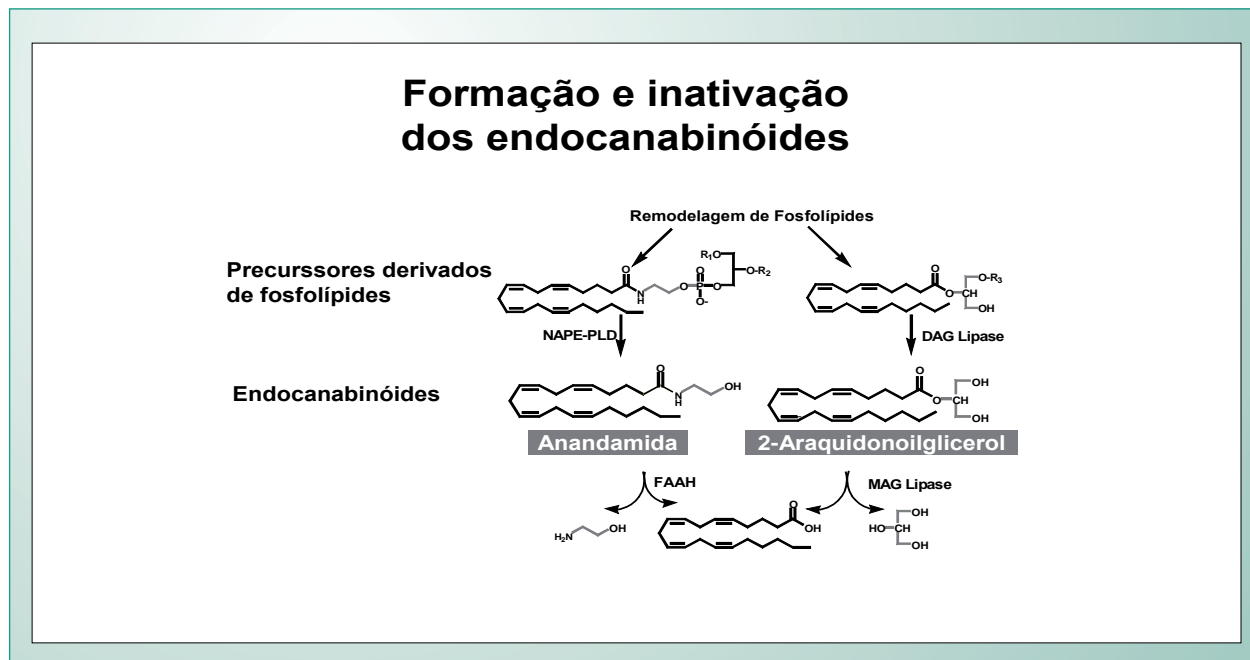 Formação e inativação
dos endocanabinóides
Remodelagem de Fosfolípides
Precurssores derivados
de fosfolípides
O
N
H
O
O
P
O-
O
R₁O
O-R₂
O
O
CH
O-R₃
OH
NAPE-PLD
DAG Lipase
Endocanabinóides
O
N
H
OH
O
O
CH
OH
OH
Anandamida
2-Araquidonoilglicerol
FAAH
MAG Lipase
H₂N
OH
O
OH
HO
CH
OH
OH